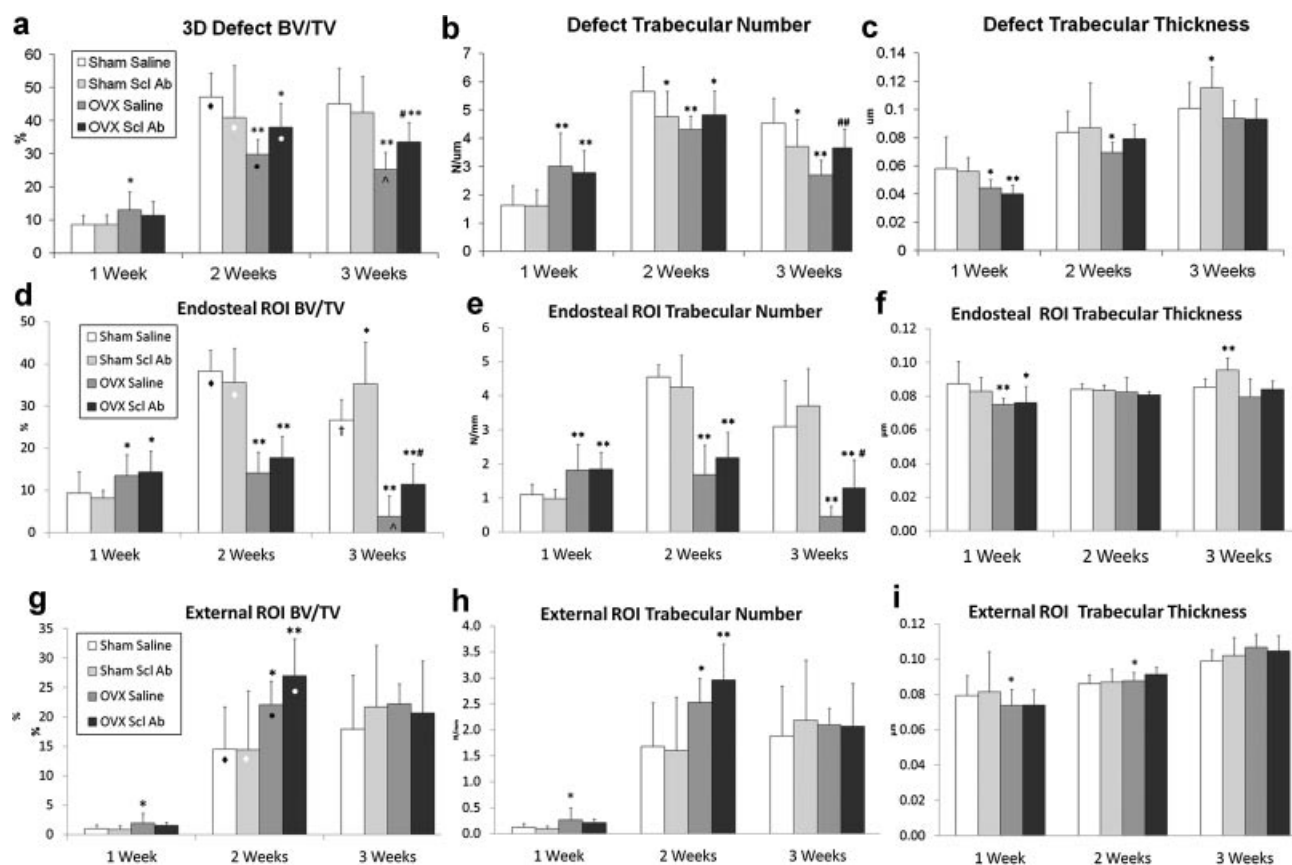 a
3D Defect BV/TV
60
50
40
30
20
10
0
%
Sham Saline
Sham Scl Ab
OVX Saline
OVX Scl Ab
*
**
*
#**
**
^
1 Week
2 Weeks
3 Weeks
b
Defect Trabecular Number
7
6
5
4
3
2
1
0
N/um
**
**
*
**
*
*
**
##
1 Week
2 Weeks
3 Weeks
c
Defect Trabecular Thickness
0.14
0.12
0.1
0.08
0.06
0.04
0.02
0
um
*
**
*
*
1 Week
2 Weeks
3 Weeks
d
Endosteal ROI BV/TV
50
40
30
20
10
0
%
Sham Saline
Sham Scl Ab
OVX Saline
OVX Scl Ab
*
*
**
**
†
**
^
**#
1 Week
2 Weeks
3 Weeks
e
Endosteal ROI Trabecular Number
6
5
4
3
2
1
0
N/mm
**
**
**
**
**
** #
1 Week
2 Weeks
3 Weeks
f
Endosteal ROI Trabecular Thickness
0.12
0.10
0.08
0.06
0.04
0.02
0.00
µm
**
*
**
1 Week
2 Weeks
3 Weeks
g
External ROI BV/TV
35
30
25
20
15
10
5
0
%
%
Sham Saline
Sham Scl Ab
OVX Saline
OVX Scl Ab
*
*
**
1 Week
2 Weeks
3 Weeks
h
External ROI Trabecular Number
4.0
3.5
3.0
2.5
2.0
1.5
1.0
0.5
0.0
N/mm
*
*
**
1 Week
2 Weeks
3 Weeks
i
External ROI Trabecular Thickness
0.12
0.10
0.08
0.06
0.04
0.02
0.00
µm
*
*
1 Week
2 Weeks
3 Weeks